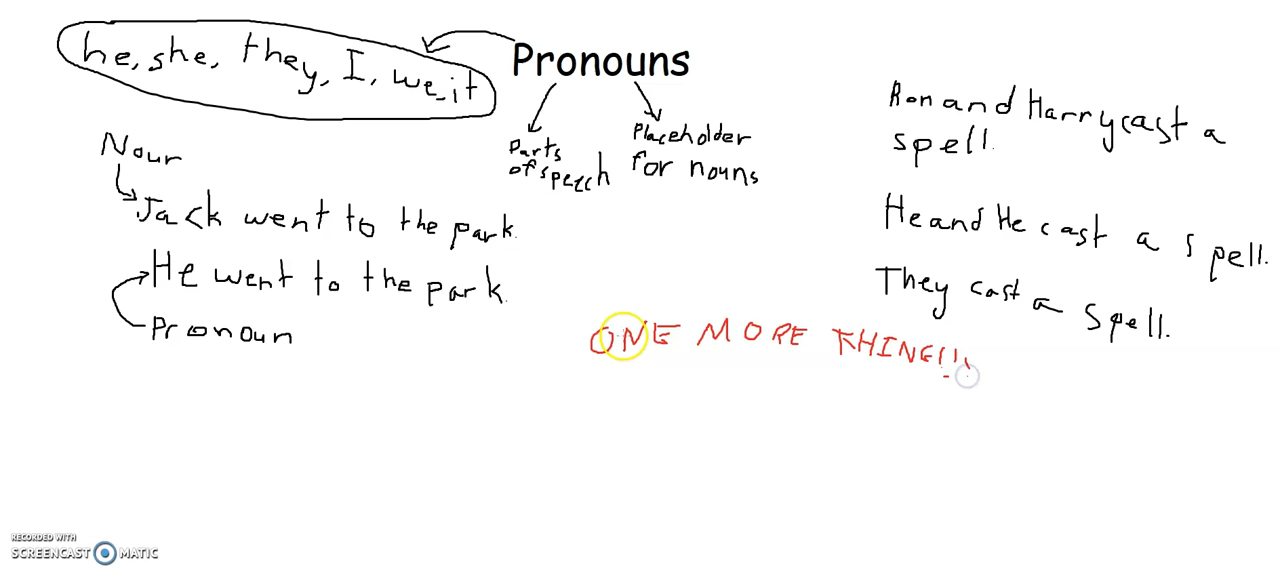 he, she, they, I, we, it
Pronouns
Parts
of speech
Placeholder
for nouns
Noun
Jack went to the park.
He went to the park.
Pronoun
Ron and Harry cast a
spell.
He and He cast a spell.
They cast a spell.
ONE MORE THING!!!
RECORDED WITH
SCREENCAST MATIC